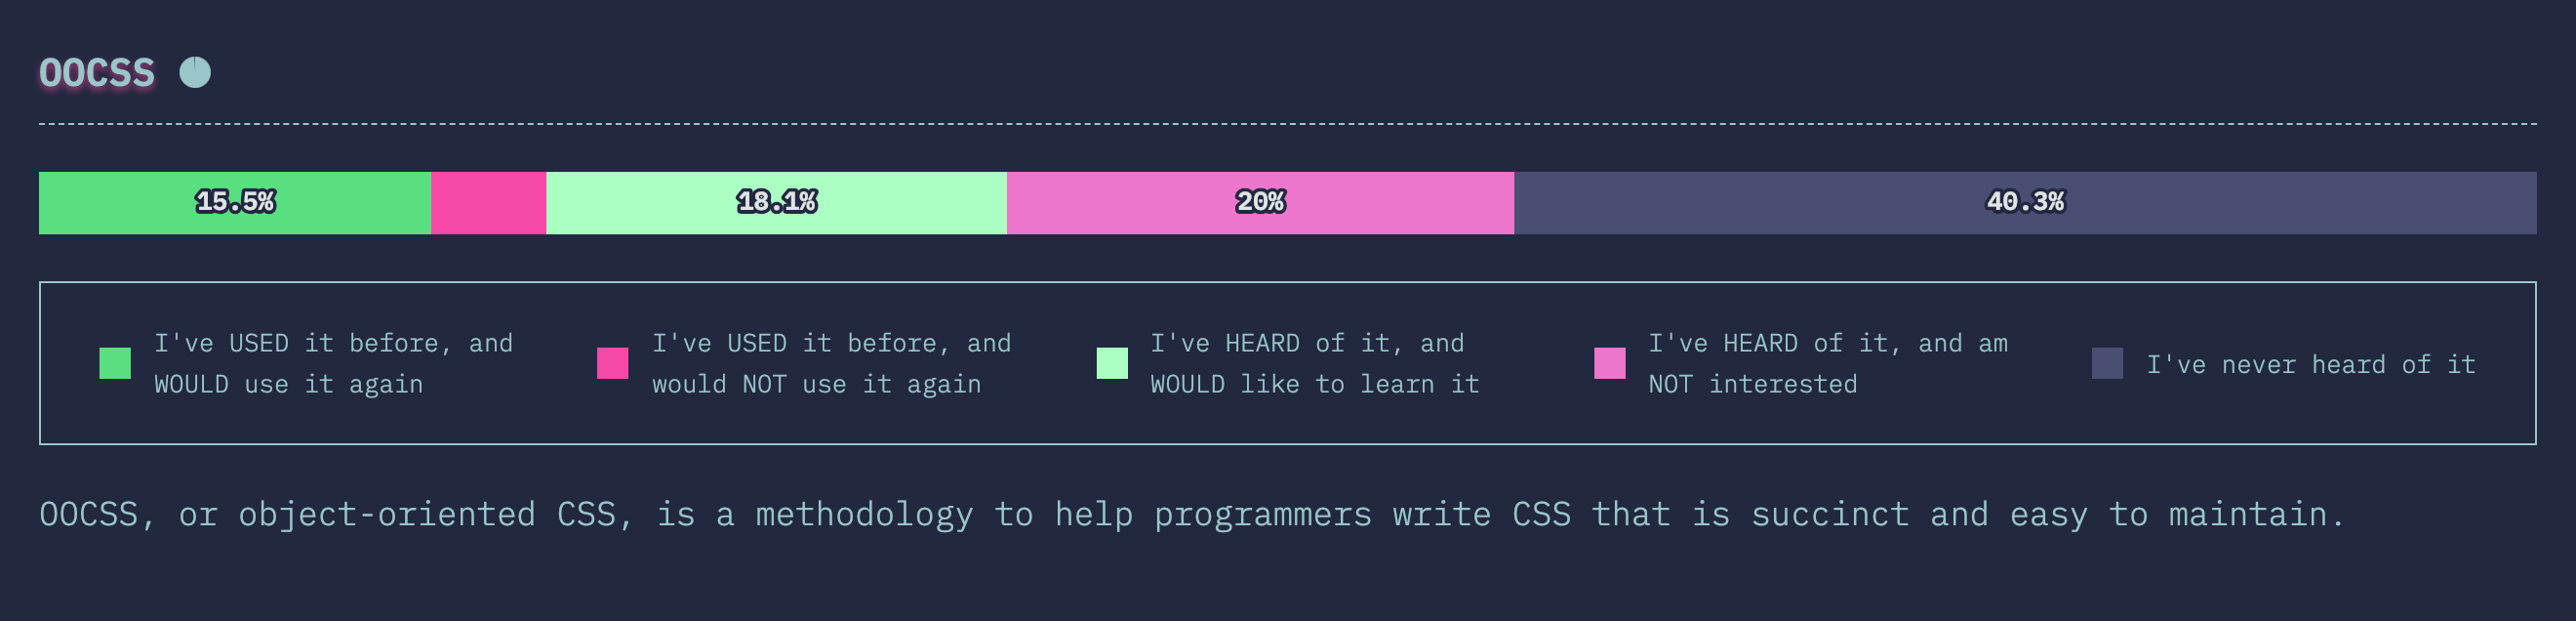 OOCSS
15.5% 18.1% 20% 40.3%
I've USED it before, and
WOULD use it again
I've USED it before, and
would NOT use it again
I've HEARD of it, and
WOULD like to learn it
I've HEARD of it, and am
NOT interested
I've never heard of it
OOCSS, or object-oriented CSS, is a methodology to help programmers write CSS that is succinct and easy to maintain.